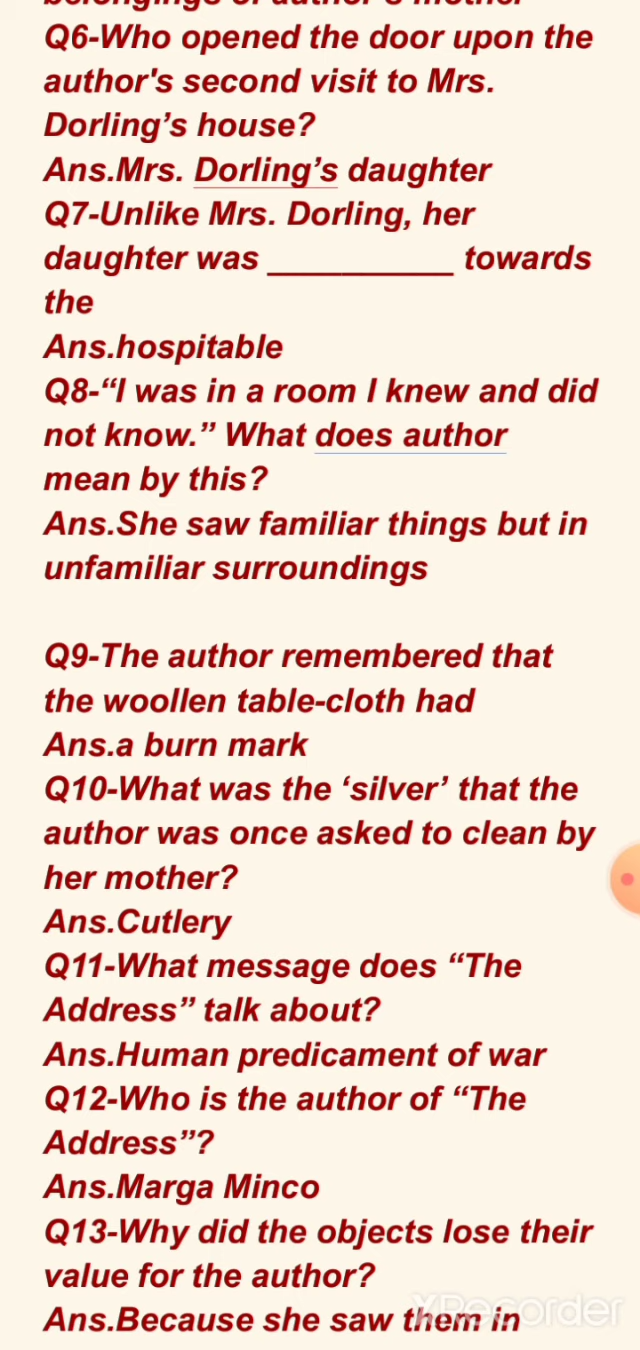 belongings of author's mother
Q6-Who opened the door upon the
author's second visit to Mrs.
Dorling’s house?
Ans.Mrs. Dorling’s daughter
Q7-Unlike Mrs. Dorling, her
daughter was ___________ towards
the
Ans.hospitable
Q8-“I was in a room I knew and did
not know.” What does author
mean by this?
Ans.She saw familiar things but in
unfamiliar surroundings
Q9-The author remembered that
the woollen table-cloth had
Ans.a burn mark
Q10-What was the ‘silver’ that the
author was once asked to clean by
her mother?
Ans.Cutlery
Q11-What message does “The
Address” talk about?
Ans.Human predicament of war
Q12-Who is the author of “The
Address”?
Ans.Marga Minco
Q13-Why did the objects lose their
value for the author?
Ans.Because she saw them in
XRecorder